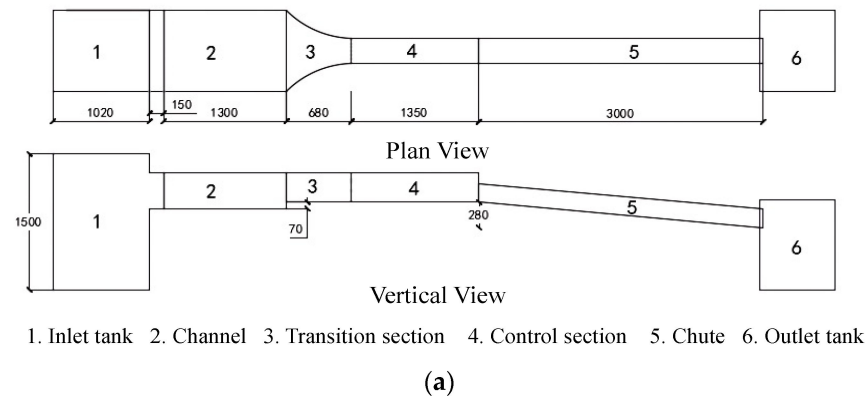 1 2 3 4 5 6
150
1020 1300 680 1350 3000
Plan View
1500 1 2 3 4 5 6
280
70
Vertical View
1. Inlet tank 2. Channel 3. Transition section 4. Control section 5. Chute 6. Outlet tank
(a)